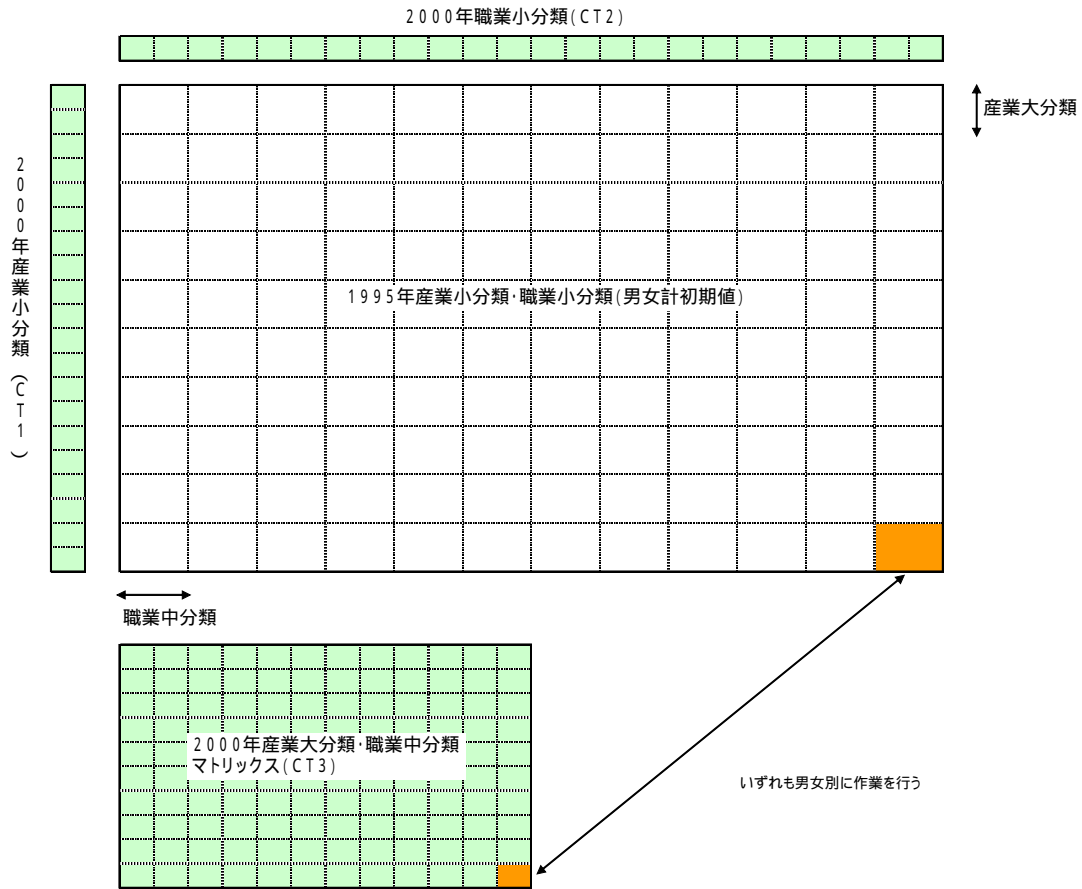 2000年職業小分類(CT2)
産業大分類
2000年産業小分類(CT1)
1995年産業小分類･職業小分類(男女計初期値)
職業中分類
2000年産業大分類･職業中分類
マトリックス(CT3)
いずれも男女別に作業を行う